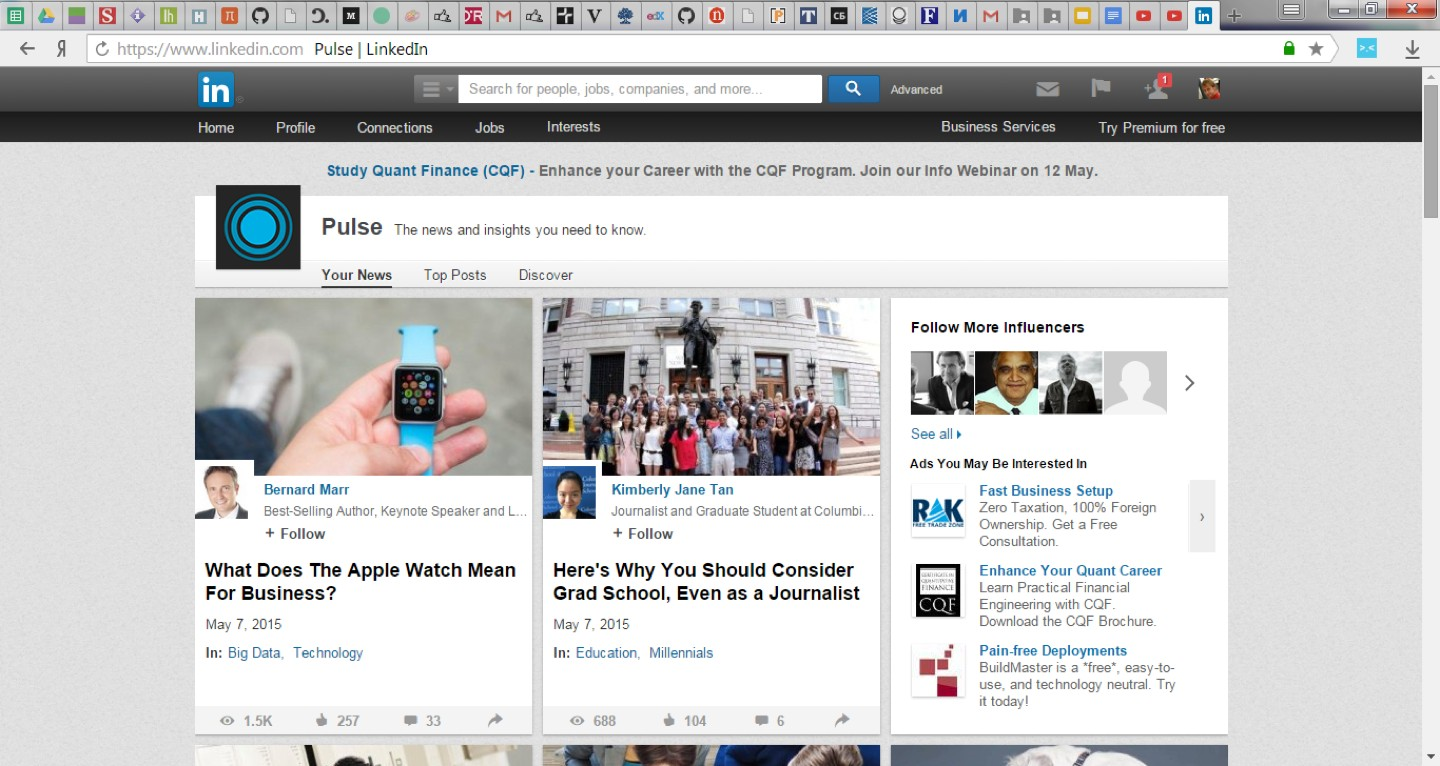 https://www.linkedin.com Pulse | LinkedIn
in
Search for people, jobs, companies, and more...
Advanced
1
Home Profile Connections Jobs Interests Business Services Try Premium for free
Study Quant Finance (CQF) - Enhance your Career with the CQF Program. Join our Info Webinar on 12 May.
Pulse The news and insights you need to know.
Your News Top Posts Discover
Bernard Marr
Best-Selling Author, Keynote Speaker and L...
+ Follow
What Does The Apple Watch Mean
For Business?
May 7, 2015
In: Big Data, Technology
1.5K 257 33
Kimberly Jane Tan
Journalist and Graduate Student at Columbi...
+ Follow
Here's Why You Should Consider
Grad School, Even as a Journalist
May 7, 2015
In: Education, Millennials
688 104 6
Follow More Influencers
See all
Ads You May Be Interested In
RAK
FREE TRADE ZONE
Fast Business Setup
Zero Taxation, 100% Foreign
Ownership. Get a Free
Consultation.
CERTIFICATE IN
QUANTITATIVE
FINANCE
CQF
Enhance Your Quant Career
Learn Practical Financial
Engineering with CQF.
Download the CQF Brochure.
Pain-free Deployments
BuildMaster is a *free*, easy-to-
use, and technology neutral. Try
it today!